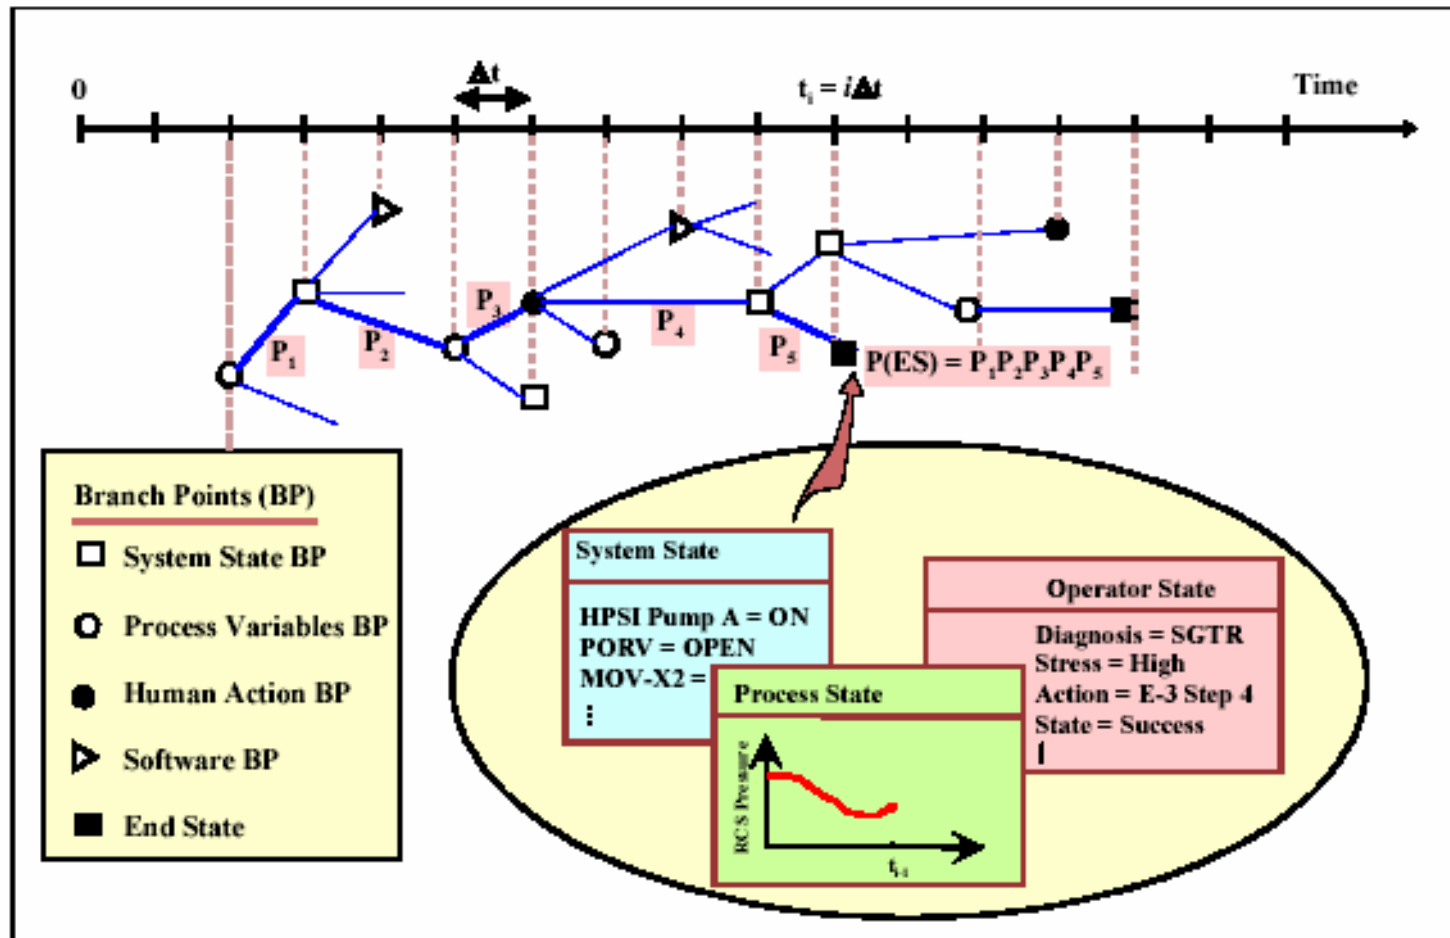 0
Δt
tᵢ = iΔt
Time
P₁
P₂
P₃
P₄
P₅
P(ES) = P₁P₂P₃P₄P₅
Branch Points (BP)
System State BP
Process Variables BP
Human Action BP
Software BP
End State
System State
HPSI Pump A = ON
PORV = OPEN
MOV-X2 =
⋮
Operator State
Diagnosis = SGTR
Stress = High
Action = E-3 Step 4
State = Success
Process State
RCS Pressure